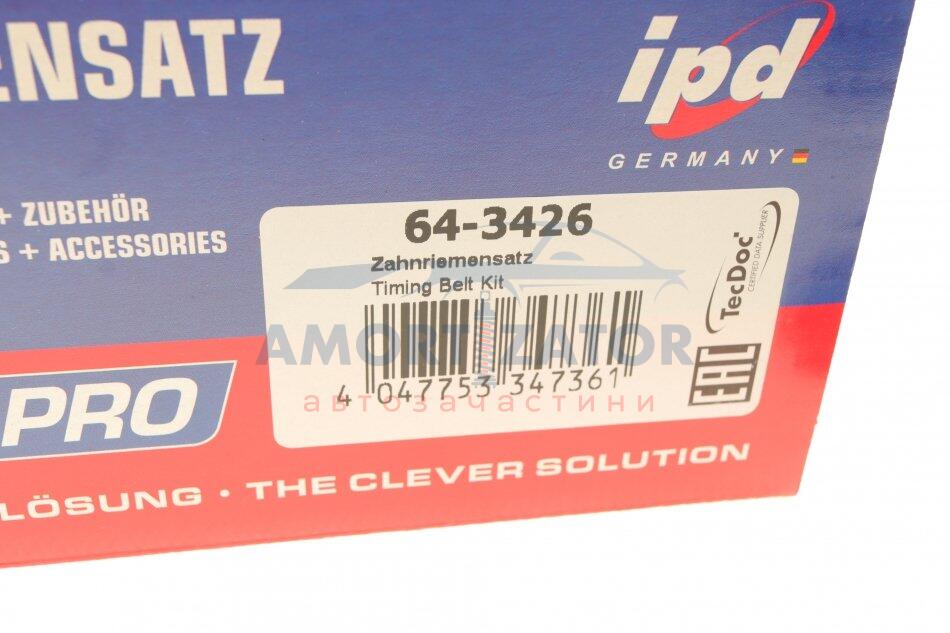 ENSATZ
ipd
GERMANY
+ ZUBEHÖR
S + ACCESSORIES
64-3426
Zahnriemensatz
Timing Belt Kit
TecDoc
CERTIFIED DATA SUPPLIER
AMORTIZATOR
4 047753 347361
автозачастини
EAC
PRO
LÖSUNG · THE CLEVER SOLUTION